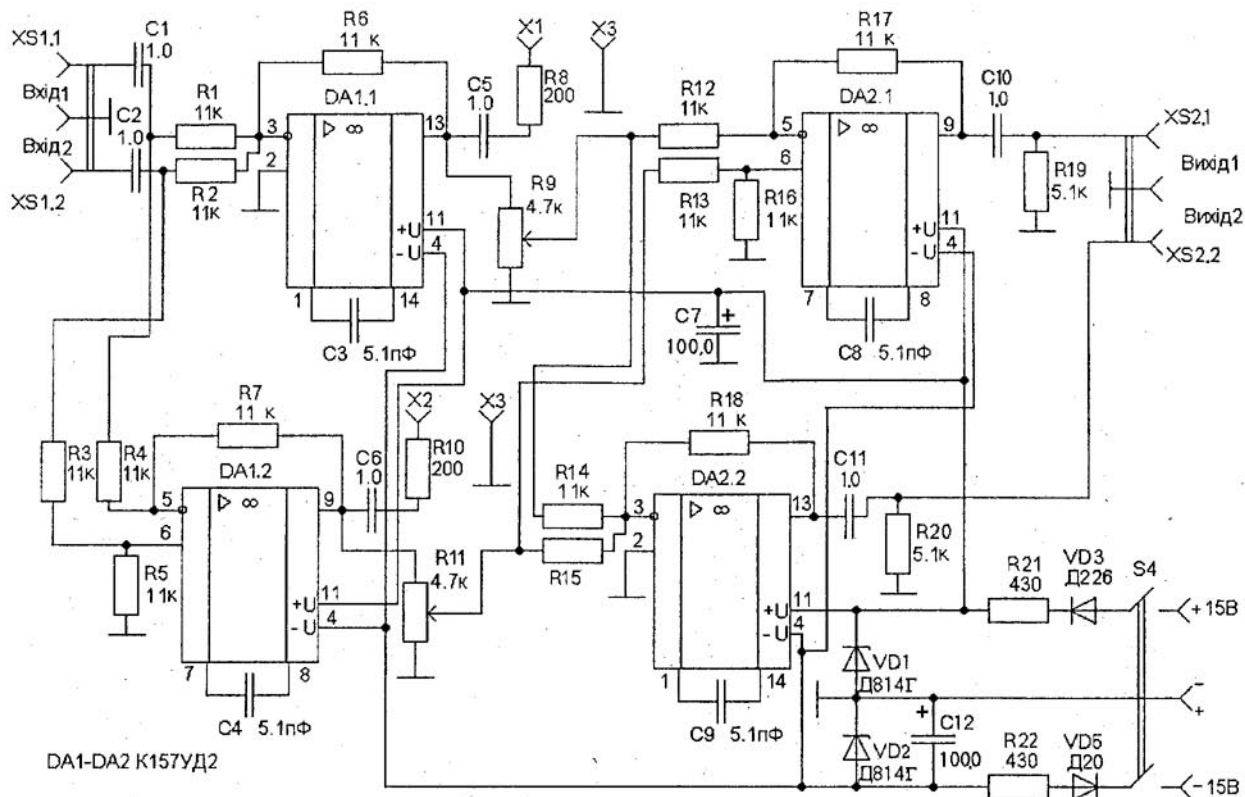 XS1,1
C1
1,0
Вхід1
C2
1,0
Вхід2
XS1,2
R1
11к
R2
11К
R6
11 к
DA1,1
▷ ∞
3
2
13
+U
-U
11
4
1
14
C3
5.1пФ
C5
1,0
X1
R8
200
X3
R9
4.7к
R12
11к
R13
11к
R16
11к
R17
11 к
DA2.1
▷ ∞
5
6
9
+U
-U
11
4
7
8
C8
5.1пФ
C10
1,0
R19
5.1к
XS2,1
Вихід1
Вихід2
XS2,2
C7
+
100,0
R3
11К
R4
11К
R5
11К
R7
11 к
DA1.2
▷ ∞
5
6
9
+U
-U
11
4
7
8
C4
5.1пФ
C6
1.0
X2
R10
200
X3
R11
4.7к
R14
11к
R15
R18
11 к
DA2.2
▷ ∞
3
2
13
+U
-U
11
4
1
14
C9
5.1пФ
C11
1,0
R20
5.1к
R21
430
VD3
Д226
S4
+15В
VD1
Д814Г
-
+
VD2
Д814Г
+
C12
100,0
R22
430
VD5
Д20
-15В
DA1-DA2 К157УД2